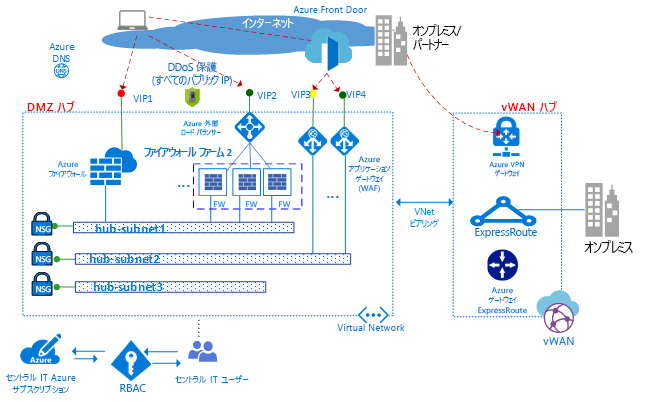 インターネット
Azure Front Door
オンプレミス/
パートナー
Azure
DNS
DDoS 保護
(すべてのパブリック IP)
VIP1
VIP2
VIP3
VIP4
DMZ ハブ
vWAN ハブ
Azure 外部
ロード バランサー
Azure
ファイアウォール
ファイアウォール ファーム 2
...
FW
FW
FW
...
Azure
アプリケーション
ゲートウェイ
(WAF)
Azure VPN
ゲートウェイ
VNet
ピアリング
ExpressRoute
オンプレミス
NSG
hub-subnet1
NSG
hub-subnet2
NSG
hub-subnet3
Azure
ゲートウェイ
ExpressRoute
Virtual Network
vWAN
Azure
セントラル IT Azure
サブスクリプション
RBAC
セントラル IT ユーザー